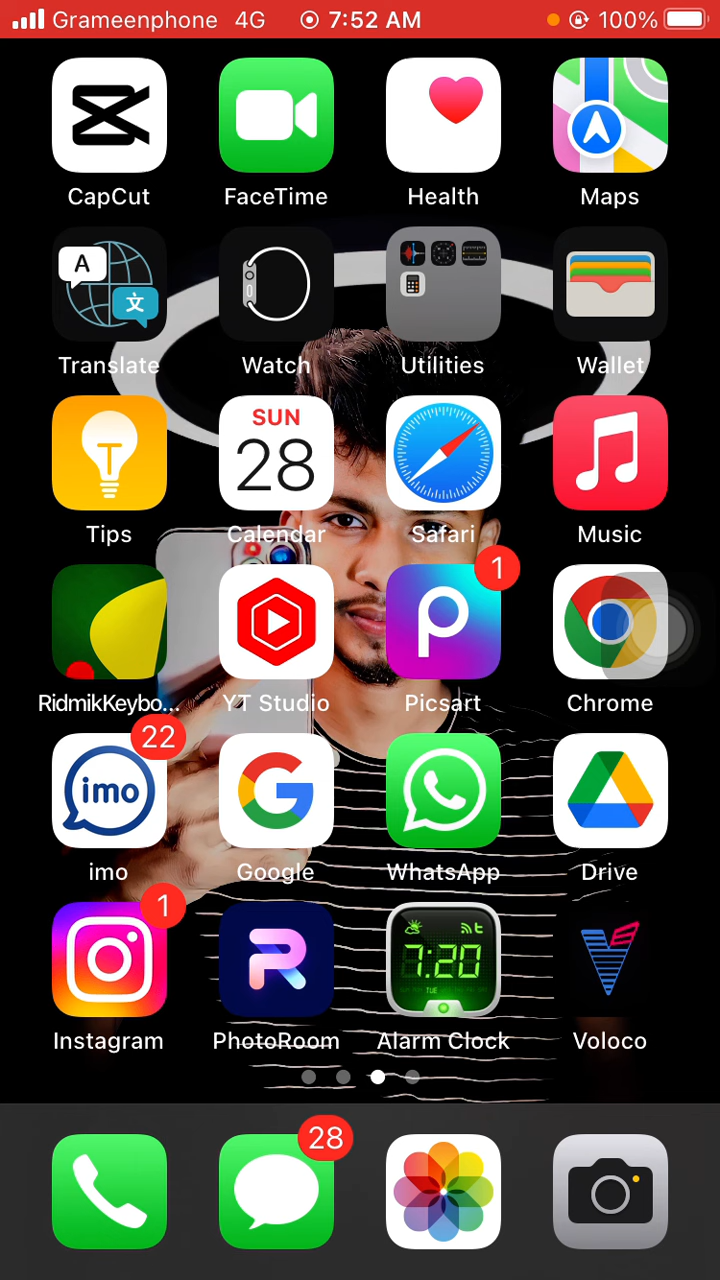 Grameenphone 4G 7:52 AM 100%
CapCut FaceTime Health Maps
A 文
Translate Watch Utilities Wallet
SUN
28
Tips Calendar Safari Music
1
RidmikKeybo... YT Studio Picsart Chrome
22
imo
imo Google WhatsApp Drive
1
7:20
TUE
Instagram PhotoRoom Alarm Clock Voloco
28